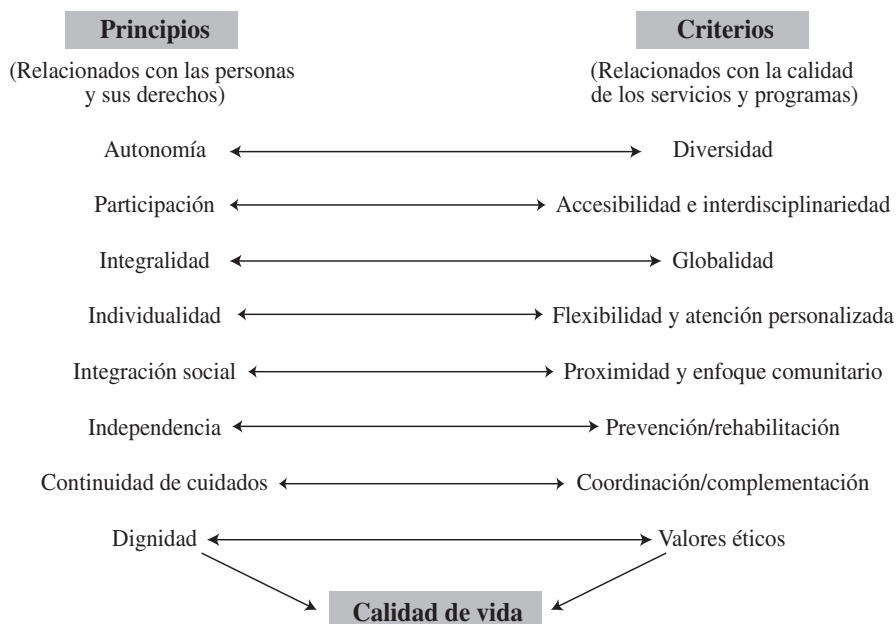 Principios Criterios
(Relacionados con las personas
y sus derechos)
(Relacionados con la calidad
de los servicios y programas)
Autonomía Diversidad
Participación Accesibilidad e interdisciplinariedad
Integralidad Globalidad
Individualidad Flexibilidad y atención personalizada
Integración social Proximidad y enfoque comunitario
Independencia Prevención/rehabilitación
Continuidad de cuidados Coordinación/complementación
Dignidad Valores éticos
Calidad de vida